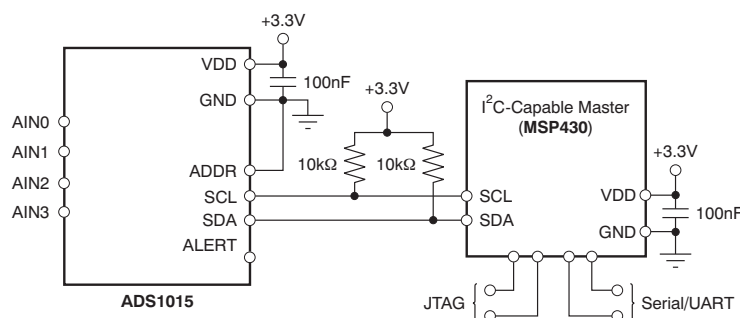 +3.3V
VDD
100nF
GND
AIN0
AIN1
AIN2
AIN3
ADDR
SCL
SDA
ALERT
ADS1015
+3.3V
10kΩ
10kΩ
I²C-Capable Master
(MSP430)
SCL
SDA
+3.3V
VDD
100nF
GND
JTAG
Serial/UART